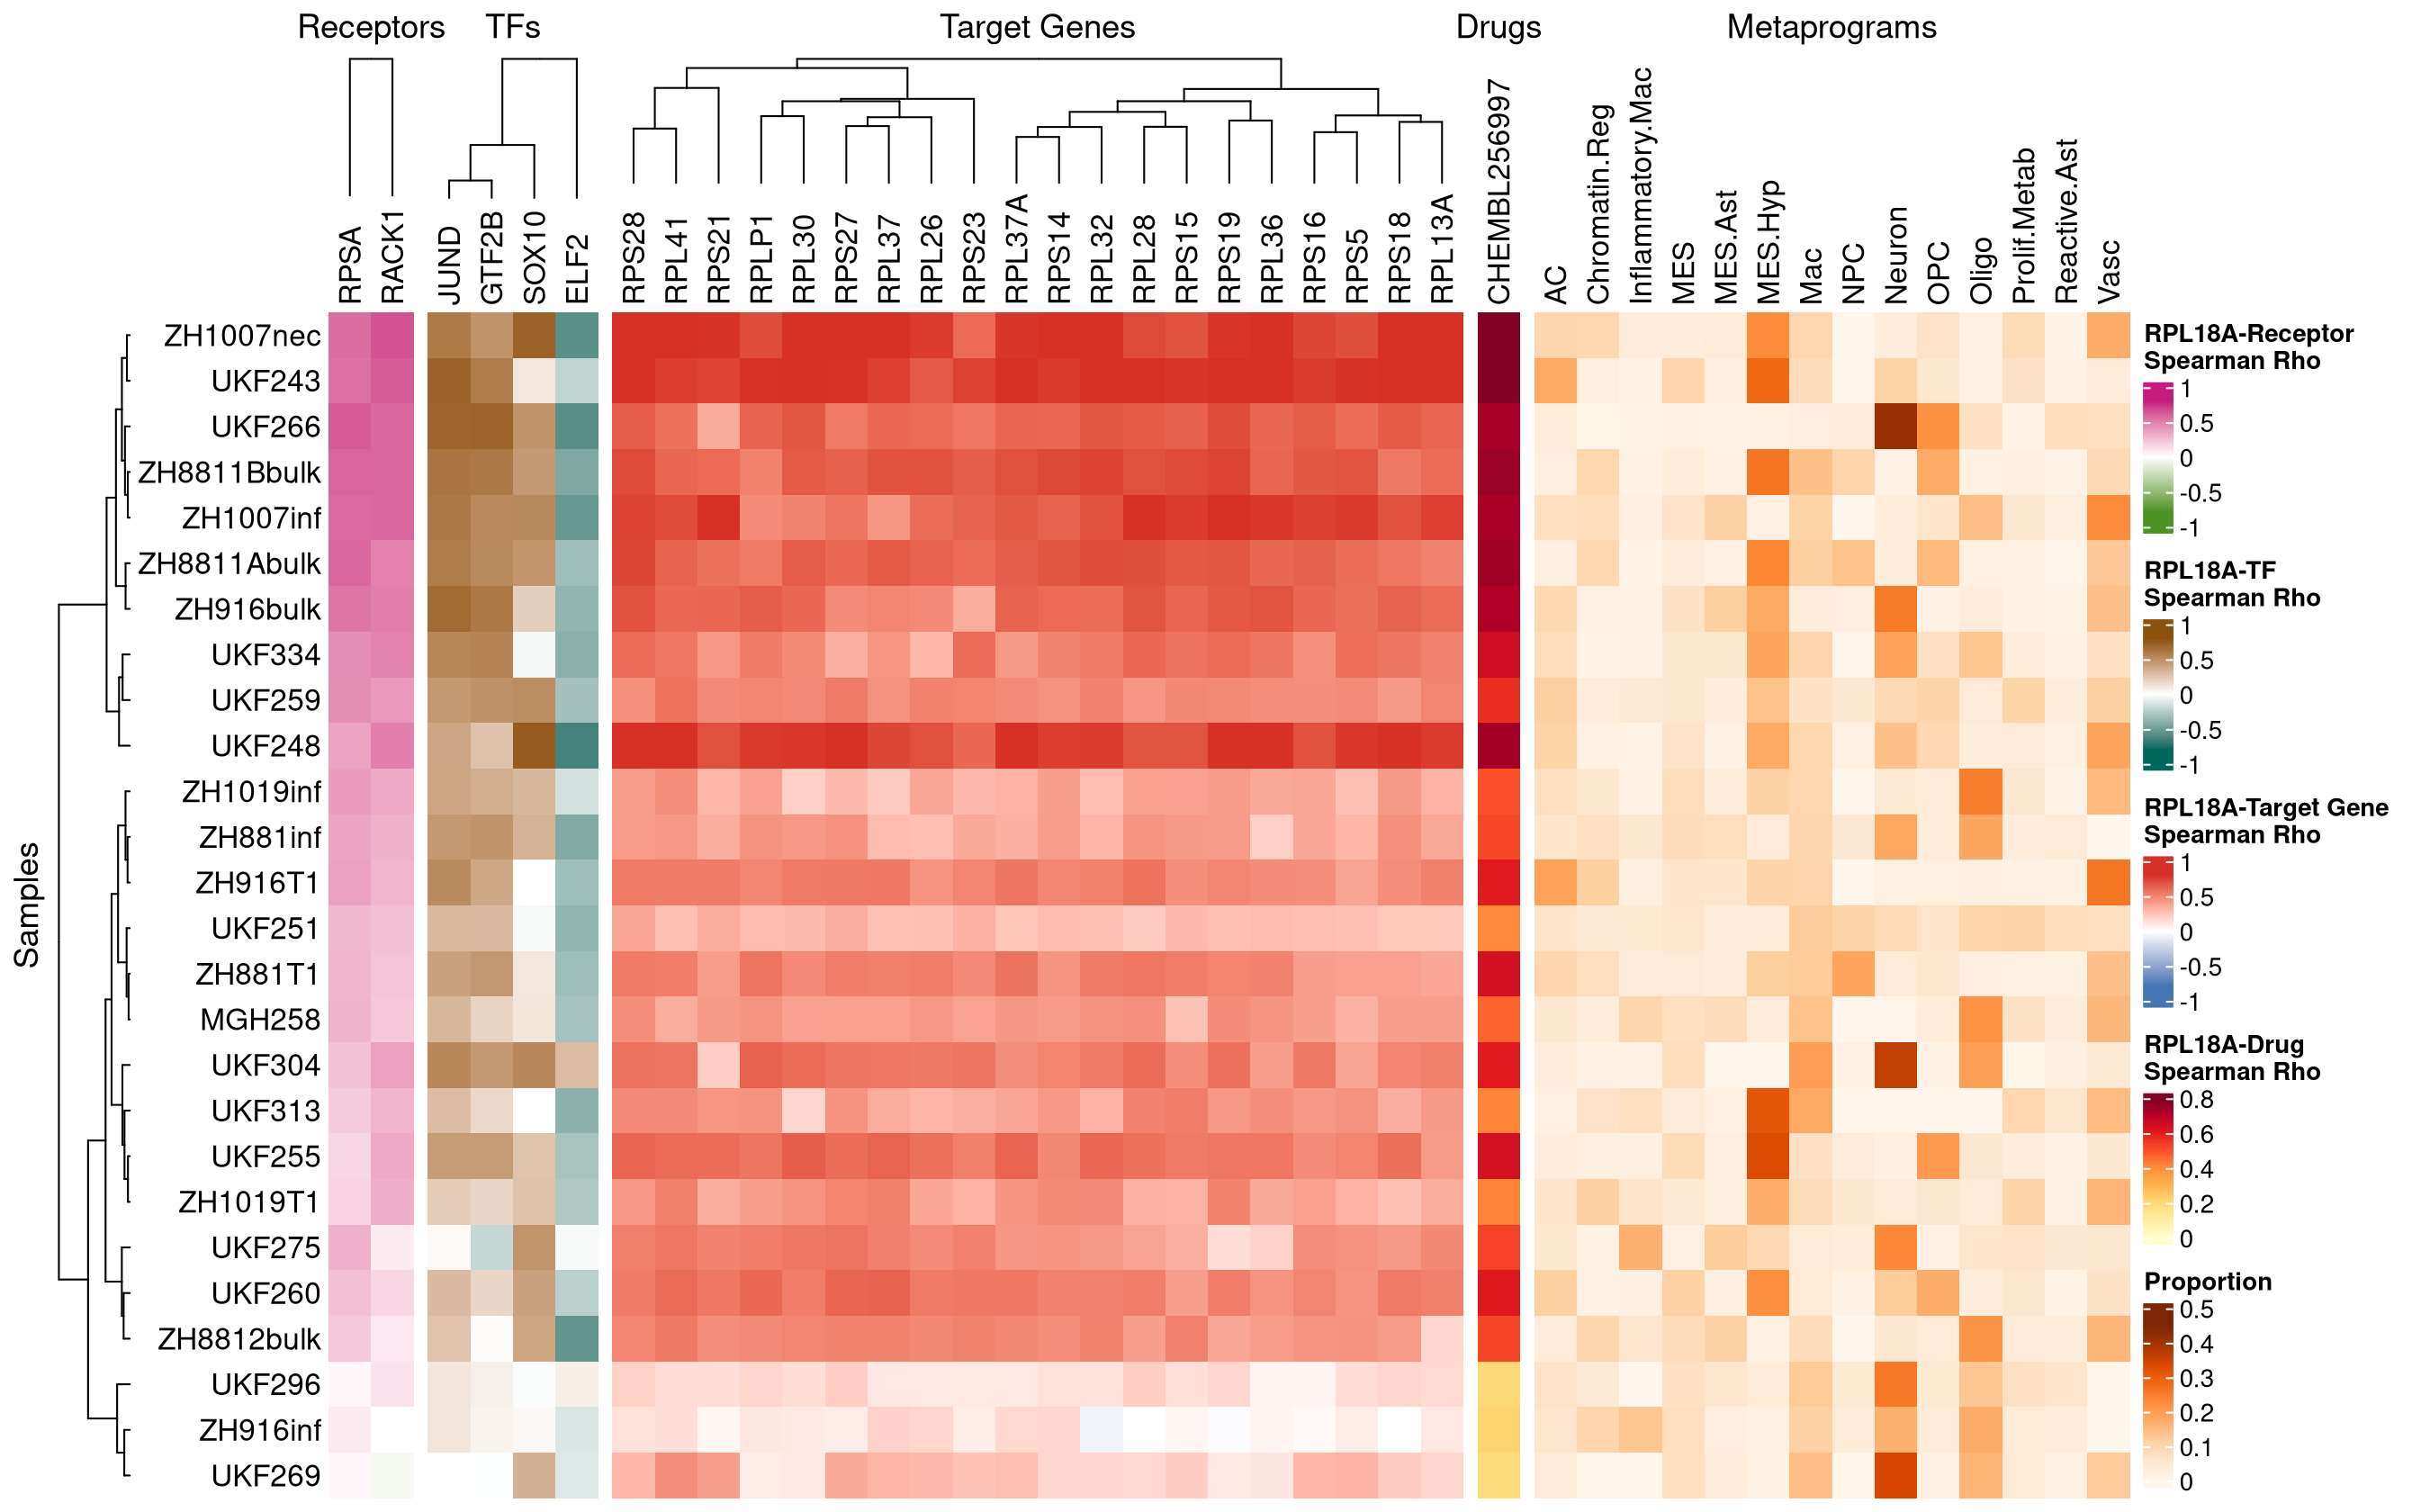 Receptors TFs Target Genes Drugs Metaprograms
RPSA RACK1 JUND GTF2B SOX10 ELF2 RPS28 RPL41 RPS21 RPLP1 RPL30 RPS27 RPL37 RPL26 RPS23 RPL37A RPS14 RPL32 RPL28 RPS15 RPS19 RPL36 RPS16 RPS5 RPS18 RPL13A CHEMBL256997 AC Chromatin.Reg Inflammatory.Mac MES MES.Ast MES.Hyp Mac NPC Neuron OPC Oligo Prolif.Metab Reactive.Ast Vasc
Samples
ZH1007nec
UKF243
UKF266
ZH8811Bbulk
ZH1007inf
ZH8811Abulk
ZH916bulk
UKF334
UKF259
UKF248
ZH1019inf
ZH881inf
ZH916T1
UKF251
ZH881T1
MGH258
UKF304
UKF313
UKF255
ZH1019T1
UKF275
UKF260
ZH8812bulk
UKF296
ZH916inf
UKF269
RPL18A-Receptor
Spearman Rho
1
0.5
0
-0.5
-1
RPL18A-TF
Spearman Rho
1
0.5
0
-0.5
-1
RPL18A-Target Gene
Spearman Rho
1
0.5
0
-0.5
-1
RPL18A-Drug
Spearman Rho
0.8
0.6
0.4
0.2
0
Proportion
0.5
0.4
0.3
0.2
0.1
0